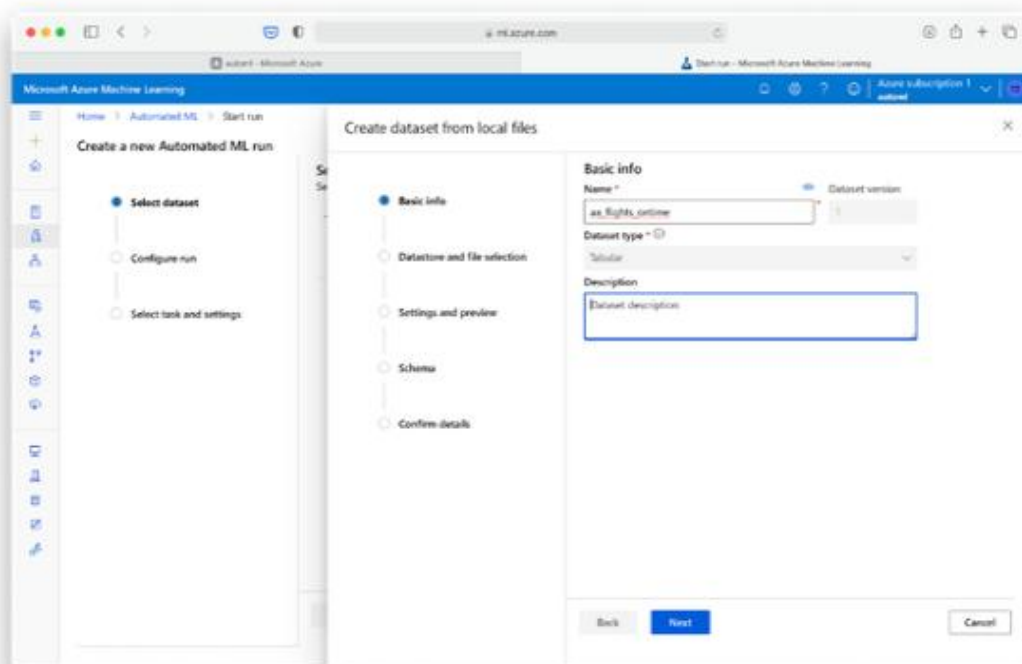 ml.azure.com
automl - Microsoft Azure
Start run - Microsoft Azure Machine Learning
Microsoft Azure Machine Learning
Azure subscription 1
automl
Home > Automated ML > Start run
Create a new Automated ML run
Select dataset
Configure run
Select task and settings
Se
Se
Create dataset from local files
Basic info
Datastore and file selection
Settings and preview
Schema
Confirm details
Basic info
Name *
Dataset version
aa_flights_ontime
1
Dataset type *
Tabular
Description
Dataset description
Back
Next
Cancel